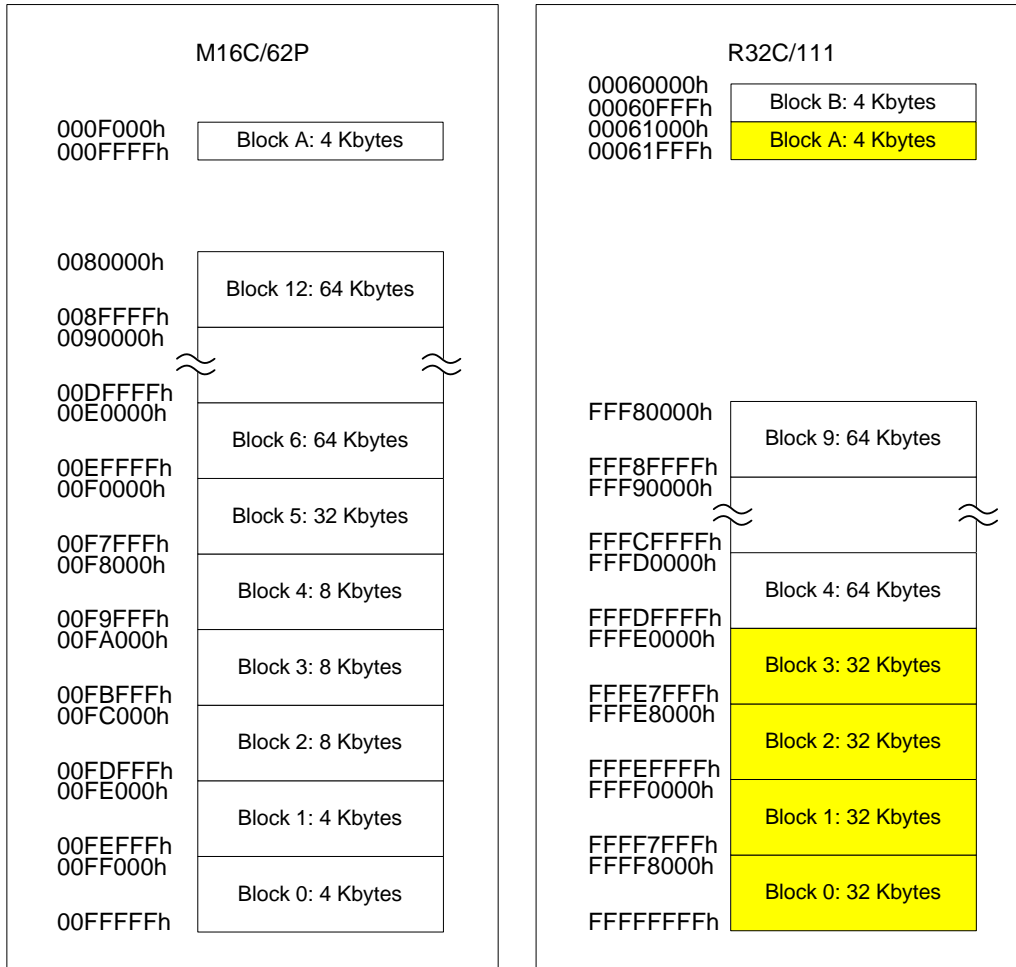 M16C/62P
000F000h
000FFFFh
Block A: 4 Kbytes
0080000h
Block 12: 64 Kbytes
008FFFFh
0090000h
00DFFFFh
00E0000h
Block 6: 64 Kbytes
00EFFFFh
00F0000h
Block 5: 32 Kbytes
00F7FFFh
00F8000h
Block 4: 8 Kbytes
00F9FFFh
00FA000h
Block 3: 8 Kbytes
00FBFFFh
00FC000h
Block 2: 8 Kbytes
00FDFFFh
00FE000h
Block 1: 4 Kbytes
00FEFFFh
00FF000h
Block 0: 4 Kbytes
00FFFFFh
R32C/111
00060000h
00060FFFh
Block B: 4 Kbytes
00061000h
00061FFFh
Block A: 4 Kbytes
FFF80000h
Block 9: 64 Kbytes
FFF8FFFFh
FFF90000h
FFFCFFFFh
FFFD0000h
Block 4: 64 Kbytes
FFFDFFFFh
FFFE0000h
Block 3: 32 Kbytes
FFFE7FFFh
FFFE8000h
Block 2: 32 Kbytes
FFFEFFFFh
FFFF0000h
Block 1: 32 Kbytes
FFFF7FFFh
FFFF8000h
Block 0: 32 Kbytes
FFFFFFFFh